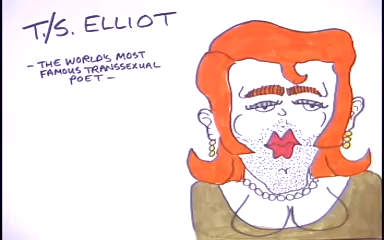 T./S. ELLIOT
- THE WORLD'S MOST
FAMOUS TRANSSEXUAL
POET -